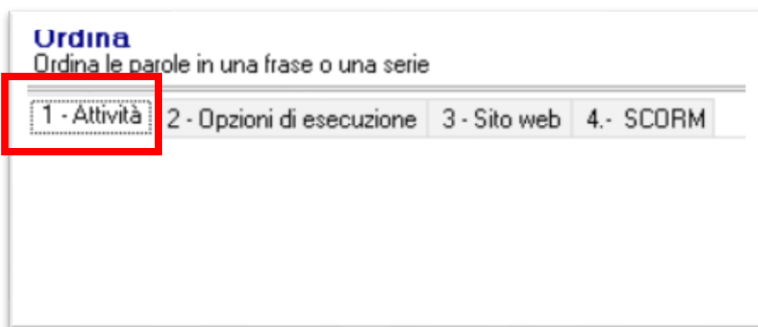 Ordina
Ordina le parole in una frase o una serie
1 - Attività 2 - Opzioni di esecuzione 3 - Sito web 4.- SCORM